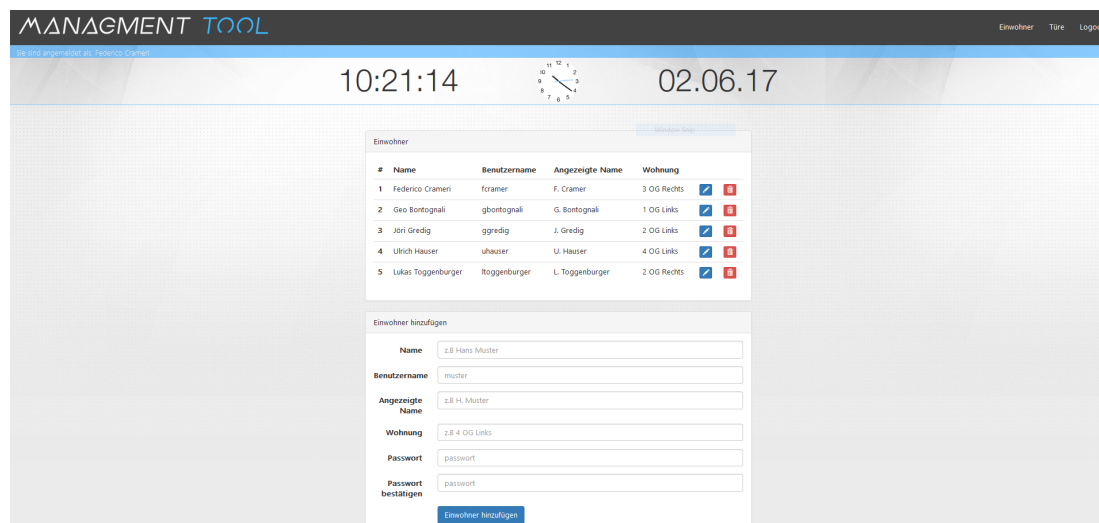 MANAGMENT TOOL
Einwohner Türe Logou
Sie sind angemeldet als: Federico Crameri
10:21:14
11 12 1
10 2
9 3
8 4
7 6 5
02.06.17
Einwohner
# Name Benutzername Angezeigte Name Wohnung
1 Federico Crameri fcramer F. Cramer 3 OG Rechts
2 Geo Bontognali gbontognali G. Bontognali 1 OG Links
3 Jöri Gredig ggredig J. Gredig 2 OG Links
4 Ulrich Hauser uhauser U. Hauser 4 OG Links
5 Lukas Toggenburger ltoggenburger L. Toggenburger 2 OG Rechts
Einwohner hinzufügen
Name z.B Hans Muster
Benutzername muster
Angezeigte
Name z.B H. Muster
Wohnung z.B 4 OG Links
Passwort passwort
Passwort
bestätigen passwort
Einwohner hinzufügen